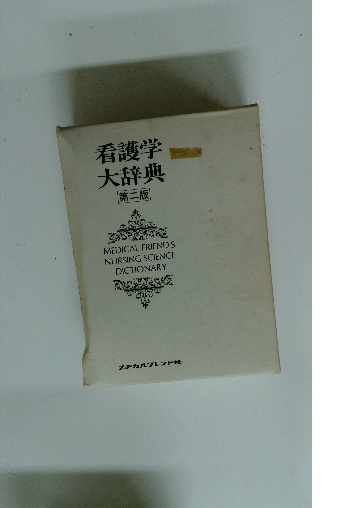 看護学
大辞典
第三版
MEDICAL FRIEND'S
NURSING SCIENCE
DICTIONARY
メヂカルフレンド社